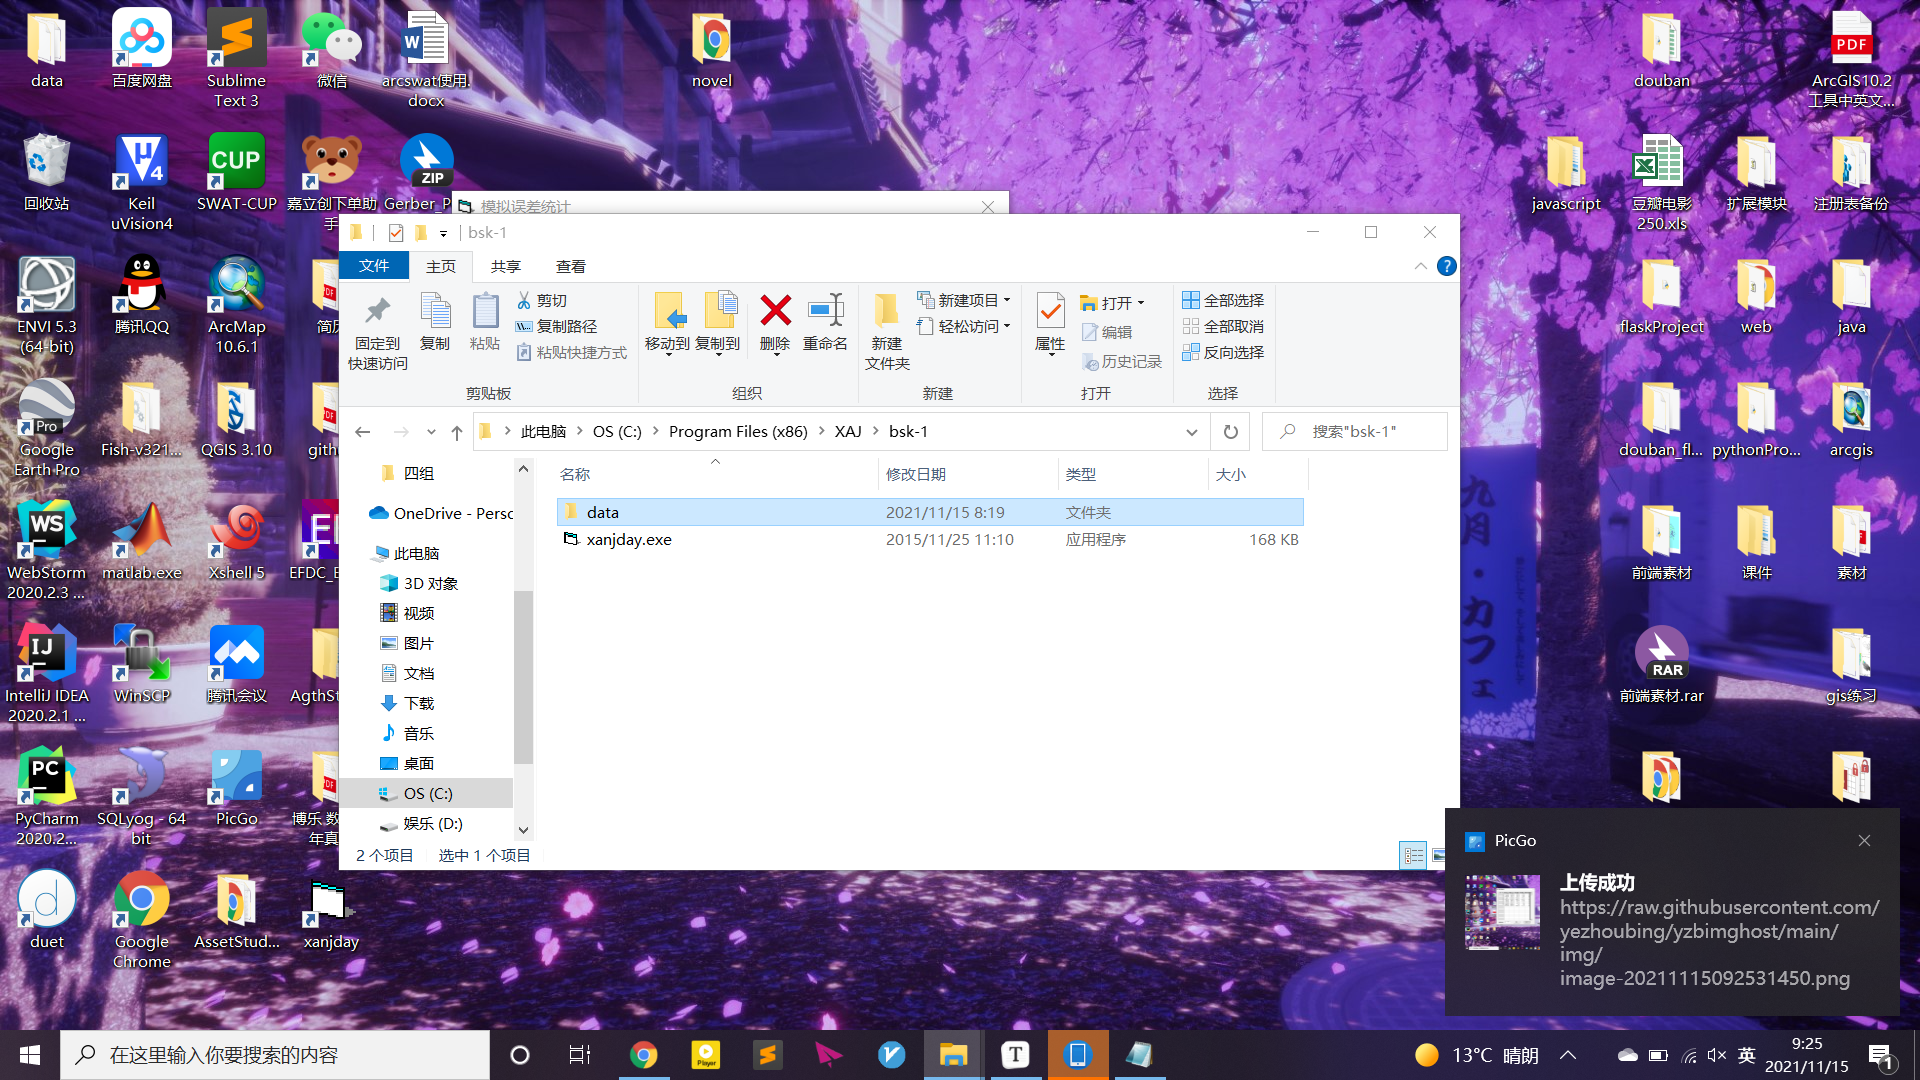 data
百度网盘
Sublime
Text 3
微信
arcswat使用.
docx
novel
douban
ArcGIS10.2
工具中英文...
回收站
Keil
uVision4
SWAT-CUP
嘉立创下单助
手
Gerber_P
javascript
豆瓣电影
250.xls
扩展模块
注册表备份
ENVI 5.3
(64-bit)
腾讯QQ
ArcMap
10.6.1
简历
flaskProject
web
java
Google
Earth Pro
Fish-v321...
QGIS 3.10
gith
douban_fl...
pythonPro...
arcgis
WebStorm
2020.2.3 ...
matlab.exe
Xshell 5
EFDC_E
前端素材
课件
素材
IntelliJ IDEA
2020.2.1 ...
WinSCP
腾讯会议
AgthSt
前端素材.rar
gis练习
PyCharm
2020.2...
SQLyog - 64
bit
PicGo
博乐 数
年真
duet
Google
Chrome
AssetStud...
xanjday
模拟误差统计
bsk-1
文件
主页
共享
查看
固定到
快速访问
复制
粘贴
剪切
复制路径
粘贴快捷方式
剪贴板
移动到
复制到
删除
重命名
组织
新建
文件夹
新建项目
轻松访问
新建
属性
打开
编辑
历史记录
打开
全部选择
全部取消
反向选择
选择
此电脑 OS (C:) Program Files (x86) XAJ bsk-1
搜索"bsk-1"
四组
OneDrive - Perso
此电脑
3D 对象
视频
图片
文档
下载
音乐
桌面
OS (C:)
娱乐 (D:)
名称 修改日期 类型 大小
data 2021/11/15 8:19 文件夹
xanjday.exe 2015/11/25 11:10 应用程序 168 KB
2 个项目 选中 1 个项目
PicGo
上传成功
https://raw.githubusercontent.com/
yezhoubing/yzbimghost/main/
img/
image-20211115092531450.png
在这里输入你要搜索的内容
13°C 晴朗
英
9:25
2021/11/15
1